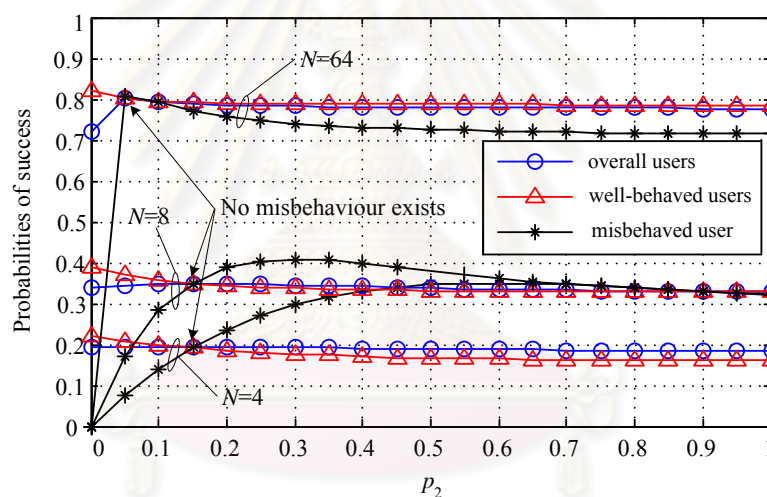 1
0.9
0.8
0.7
0.6
0.5
0.4
0.3
0.2
0.1
0
Probabilities of success
N=64
N=8
No misbehaviour exists
N=4
overall users
well-behaved users
misbehaved user
0 0.1 0.2 0.3 0.4 0.5 0.6 0.7 0.8 0.9 1
p2